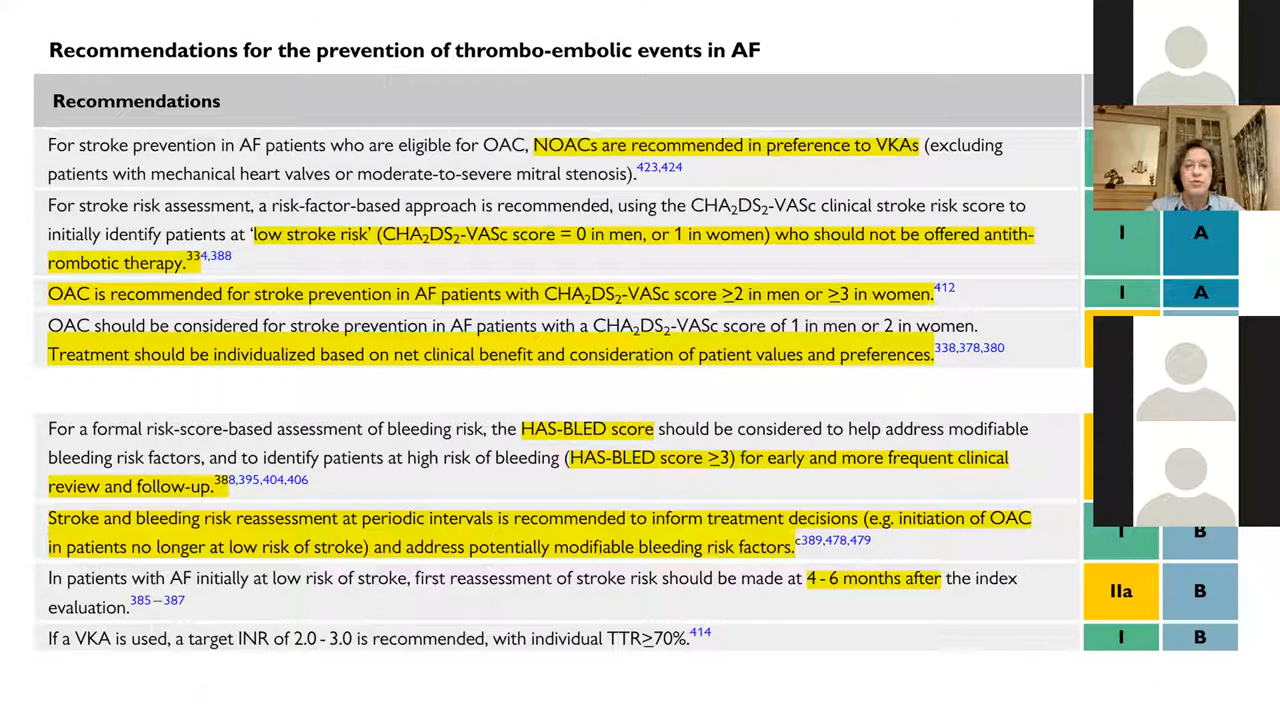 Recommendations for the prevention of thrombo-embolic events in AF
Recommendations
For stroke prevention in AF patients who are eligible for OAC, NOACs are recommended in preference to VKAs (excluding
patients with mechanical heart valves or moderate-to-severe mitral stenosis).423,424
For stroke risk assessment, a risk-factor-based approach is recommended, using the CHA2DS2-VASc clinical stroke risk score to
initially identify patients at ‘low stroke risk’ (CHA2DS2-VASc score = 0 in men, or 1 in women) who should not be offered antith-
rombotic therapy.334,388
I A
OAC is recommended for stroke prevention in AF patients with CHA2DS2-VASc score ≥2 in men or ≥3 in women.412
I A
OAC should be considered for stroke prevention in AF patients with a CHA2DS2-VASc score of 1 in men or 2 in women.
Treatment should be individualized based on net clinical benefit and consideration of patient values and preferences.338,378,380
For a formal risk-score-based assessment of bleeding risk, the HAS-BLED score should be considered to help address modifiable
bleeding risk factors, and to identify patients at high risk of bleeding (HAS-BLED score ≥3) for early and more frequent clinical
review and follow-up.388,395,404,406
Stroke and bleeding risk reassessment at periodic intervals is recommended to inform treatment decisions (e.g. initiation of OAC
in patients no longer at low risk of stroke) and address potentially modifiable bleeding risk factors.c389,478,479
I B
In patients with AF initially at low risk of stroke, first reassessment of stroke risk should be made at 4 - 6 months after the index
evaluation.385–387
IIa B
If a VKA is used, a target INR of 2.0 - 3.0 is recommended, with individual TTR≥70%.414
I B